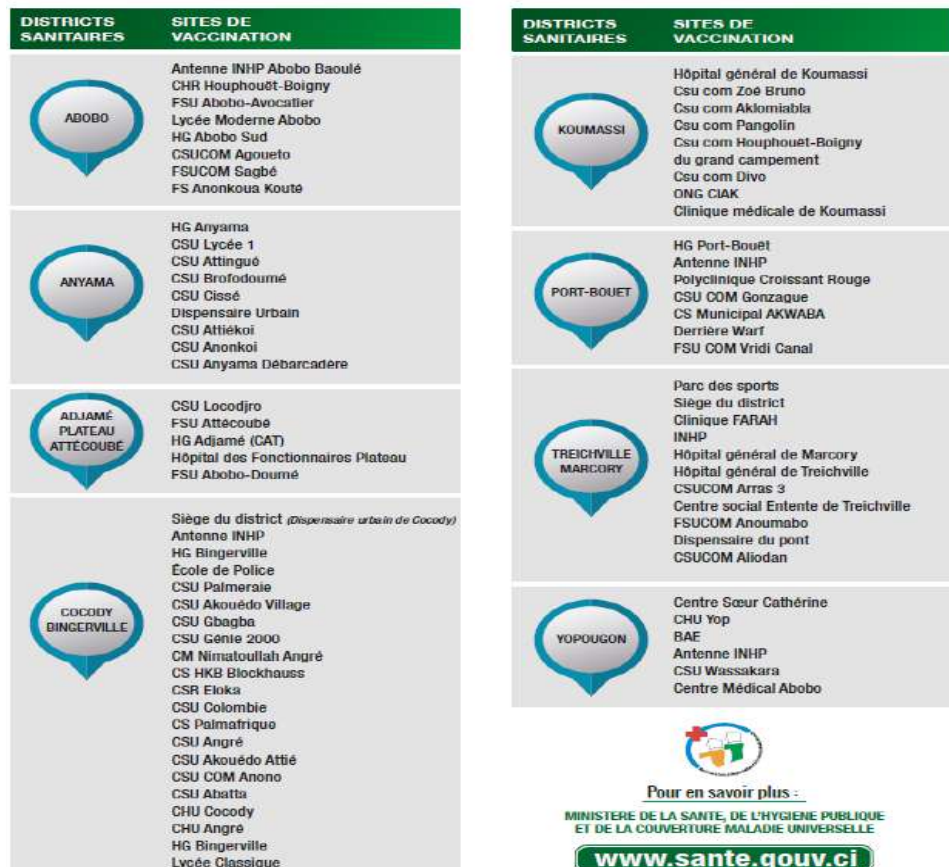 DISTRICTS SANITAIRES
SITES DE VACCINATION
ABOBO
Antenne INHP Abobo Baoulé
CHR Houphouët-Boigny
FSU Abobo-Avocatier
Lycée Moderne Abobo
HG Abobo Sud
CSUCOM Agoueto
FSUCOM Sagbé
FS Anonkoua Kouté
ANYAMA
HG Anyama
CSU Lycée 1
CSU Attingué
CSU Brofodoumé
CSU Cissé
Dispensaire Urbain
CSU Attiékoi
CSU Anonkoi
CSU Anyama Débarcadère
ADJAMÉ
PLATEAU
ATTÉCOUBÉ
CSU Locodjro
FSU Attécoubé
HG Adjamé (CAT)
Hôpital des Fonctionnaires Plateau
FSU Abobo-Doumé
COCODY
BINGERVILLE
Siège du district (Dispensaire urbain de Cocody)
Antenne INHP
HG Bingerville
École de Police
CSU Palmeraie
CSU Akouédo Village
CSU Gbagba
CSU Génie 2000
CM Nimatoullah Angré
CS HKB Blockhauss
CSR Eloka
CSU Colombie
CS Palmafrique
CSU Angré
CSU Akouédo Attié
CSU COM Anono
CSU Abatta
CHU Cocody
CHU Angré
HG Bingerville
Lycée Classique
DISTRICTS SANITAIRES
SITES DE VACCINATION
KOUMASSI
Hôpital général de Koumassi
Csu com Zoé Bruno
Csu com Aklomiabla
Csu com Pangolin
Csu com Houphouët-Boigny
du grand campement
Csu com Divo
ONG CIAK
Clinique médicale de Koumassi
PORT-BOUET
HG Port-Bouët
Antenne INHP
Polyclinique Croissant Rouge
CSU COM Gonzague
CS Municipal AKWABA
Derrière Warf
FSU COM Vridi Canal
TREICHVILLE
MARCORY
Parc des sports
Siège du district
Clinique FARAH
INHP
Hôpital général de Marcory
Hôpital général de Treichville
CSUCOM Arras 3
Centre social Entente de Treichville
FSUCOM Anoumabo
Dispensaire du pont
CSUCOM Aliodan
YOPOUGON
Centre Sœur Cathérine
CHU Yop
BAE
Antenne INHP
CSU Wassakara
Centre Médical Abobo
Pour en savoir plus :
MINISTERE DE LA SANTE, DE L'HYGIENE PUBLIQUE
ET DE LA COUVERTURE MALADIE UNIVERSELLE
www.sante.gouv.ci